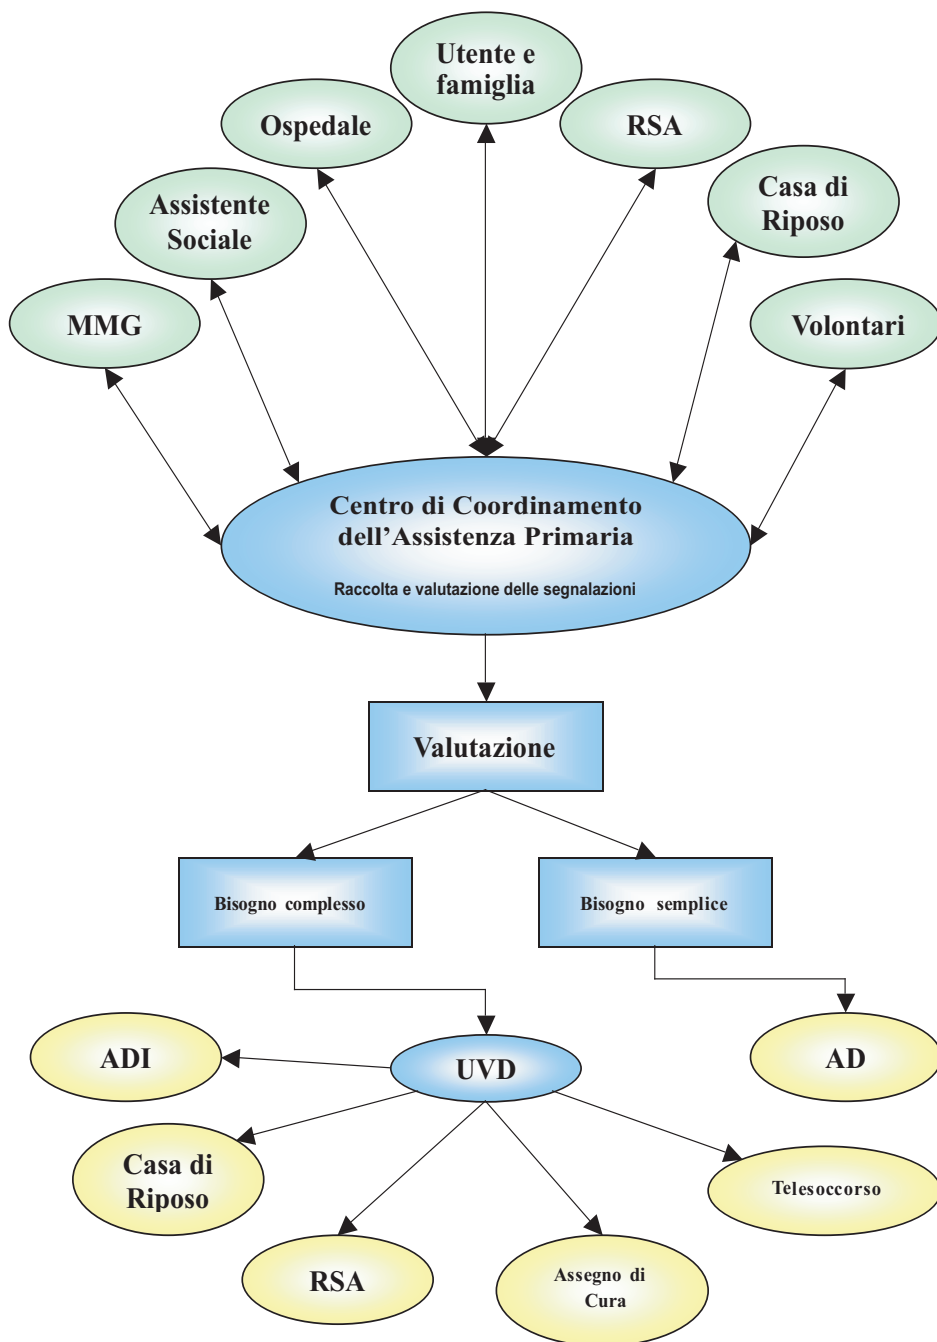 Utente e
famiglia
Ospedale
RSA
Assistente
Sociale
Casa di
Riposo
MMG
Volontari
Centro di Coordinamento
dell’Assistenza Primaria
Raccolta e valutazione delle segnalazioni
Valutazione
Bisogno complesso
Bisogno semplice
ADI
UVD
AD
Casa di
Riposo
Telesoccorso
RSA
Assegno di
Cura